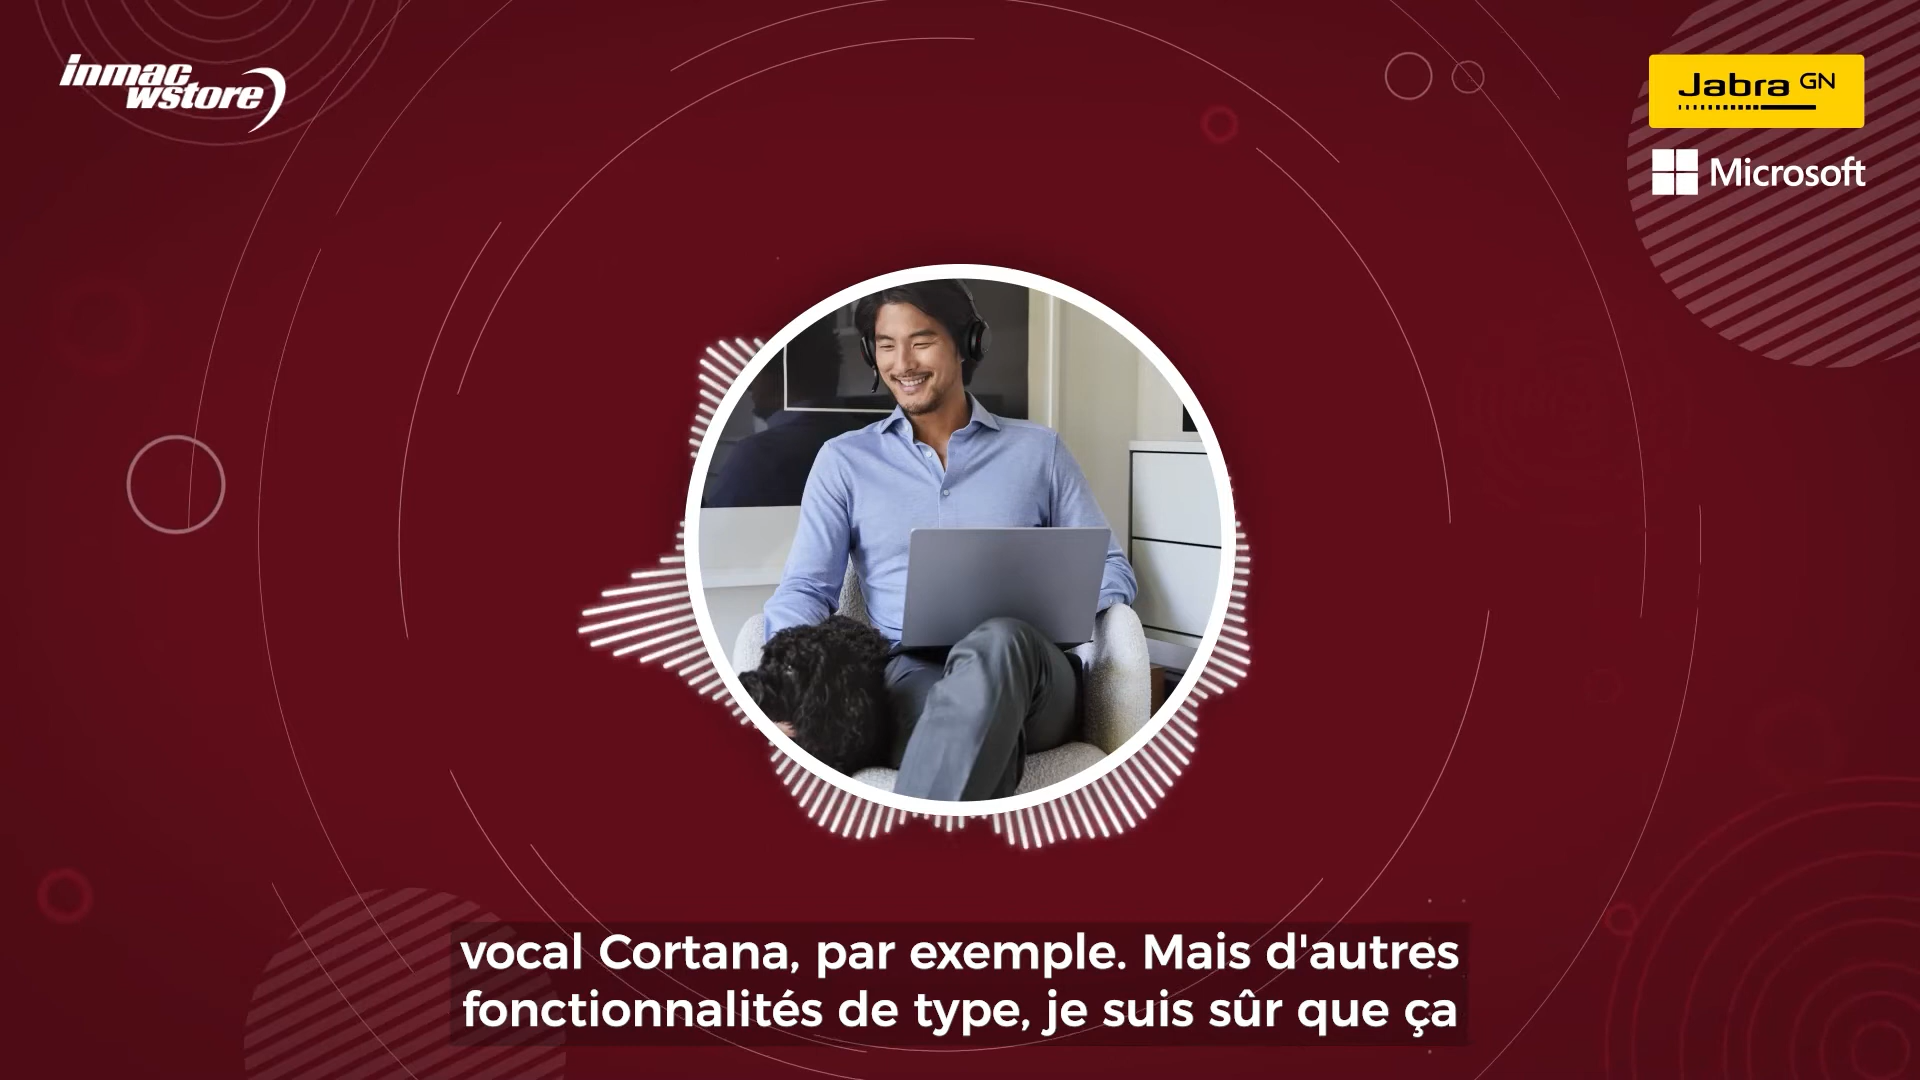 inmac
wstore
Jabra GN
Microsoft
vocal Cortana, par exemple. Mais d'autres
fonctionnalités de type, je suis sûr que ça